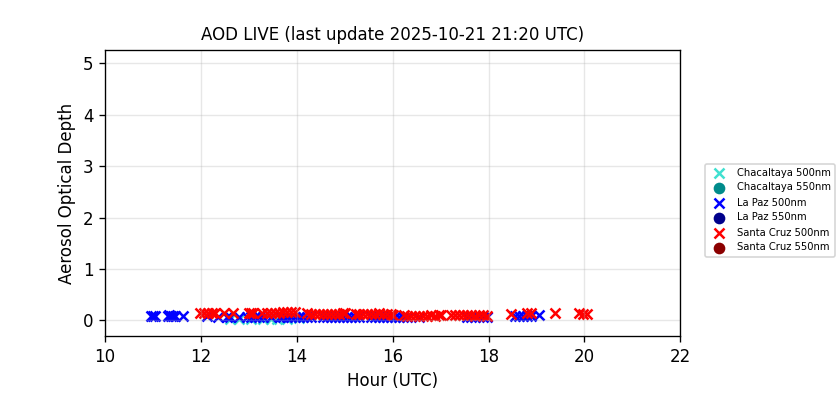 AOD LIVE (last update 2025-10-21 21:20 UTC)
5
4
3
2
1
0
Aerosol Optical Depth
10 12 14 16 18 20 22
Hour (UTC)
Chacaltaya 500nm
Chacaltaya 550nm
La Paz 500nm
La Paz 550nm
Santa Cruz 500nm
Santa Cruz 550nm